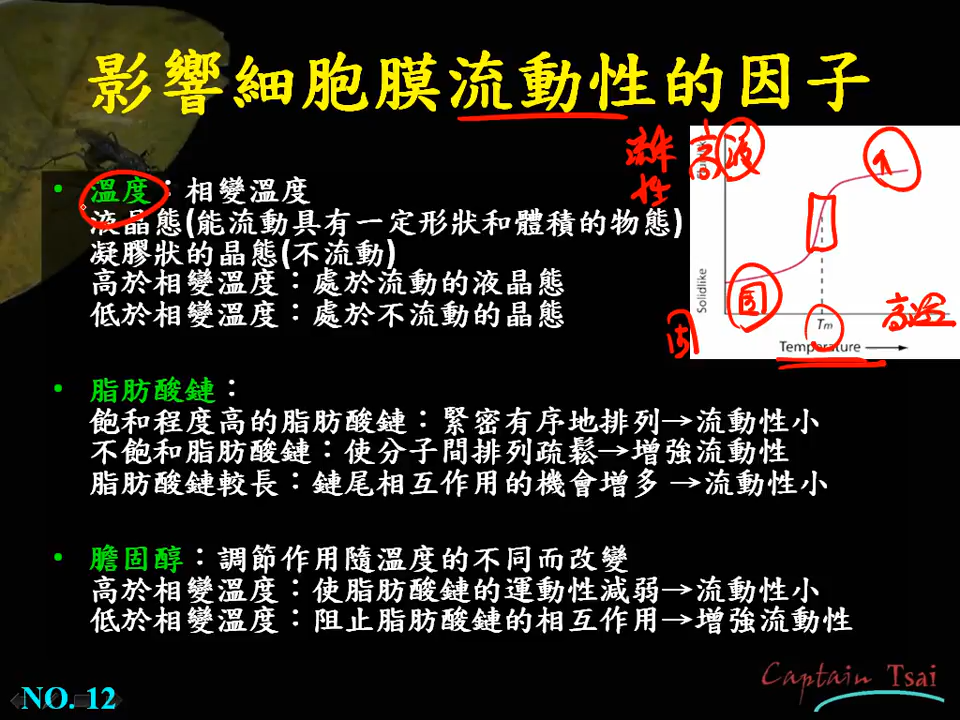 影響細胞膜流動性的因子
• 溫度：相變溫度
液晶態(能流動具有一定形狀和體積的物態)
凝膠狀的晶態(不流動)
高於相變溫度：處於流動的液晶態
低於相變溫度：處於不流動的晶態
高
液
性
Solidlike
固
Tm
高溫
Temperature
• 脂肪酸鏈：
飽和程度高的脂肪酸鏈：緊密有序地排列→流動性小
不飽和脂肪酸鏈：使分子間排列疏鬆→增強流動性
脂肪酸鏈較長：鏈尾相互作用的機會增多 →流動性小
• 膽固醇：調節作用隨溫度的不同而改變
高於相變溫度：使脂肪酸鏈的運動性減弱→流動性小
低於相變溫度：阻止脂肪酸鏈的相互作用→增強流動性
NO. 12
Captain Tsai